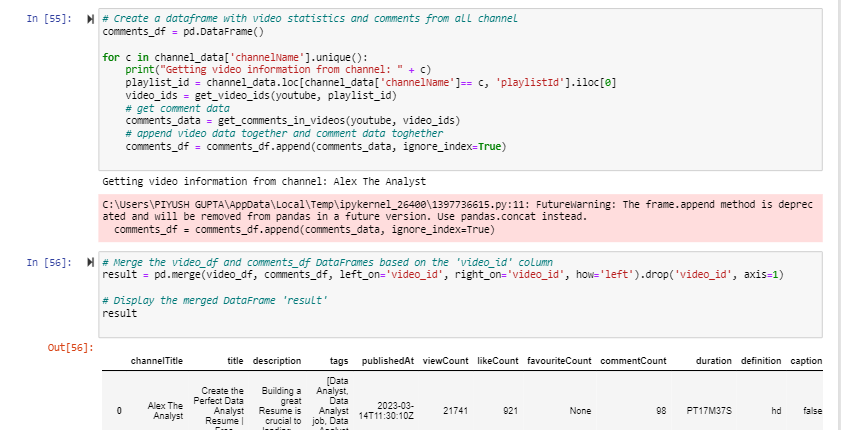 In [55]:
# Create a dataframe with video statistics and comments from all channel
comments_df = pd.DataFrame()
for c in channel_data['channelName'].unique():
print("Getting video information from channel: " + c)
playlist_id = channel_data.loc[channel_data['channelName']== c, 'playlistId'].iloc[0]
video_ids = get_video_ids(youtube, playlist_id)
# get comment data
comments_data = get_comments_in_videos(youtube, video_ids)
# append video data together and comment data toghether
comments_df = comments_df.append(comments_data, ignore_index=True)
Getting video information from channel: Alex The Analyst
C:\Users\PIYUSH GUPTA\AppData\Local\Temp\ipykernel_26400\1397736615.py:11: FutureWarning: The frame.append method is deprec
ated and will be removed from pandas in a future version. Use pandas.concat instead.
comments_df = comments_df.append(comments_data, ignore_index=True)
In [56]:
# Merge the video_df and comments_df DataFrames based on the 'video_id' column
result = pd.merge(video_df, comments_df, left_on='video_id', right_on='video_id', how='left').drop('video_id', axis=1)
# Display the merged DataFrame 'result'
result
Out[56]:
channelTitle title description tags publishedAt viewCount likeCount favouriteCount commentCount duration definition caption
0
Alex The
Analyst
Create the
Perfect Data
Analyst
Resume |
Building a
great
Resume is
crucial to
[Data
Analyst,
Data
Analyst
job, Data
2023-03-
14T11:30:10Z
21741
921
None
98
PT17M37S
hd
false